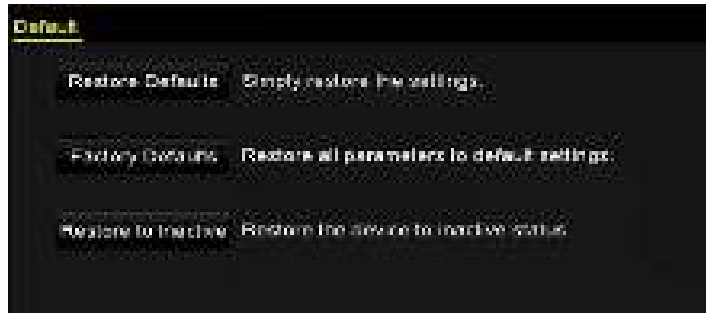 Default
Restore Defaults Simply restore the settings.
Factory Defaults Restore all parameters to default settings.
Restore to Inactive Restore the device to inactive status